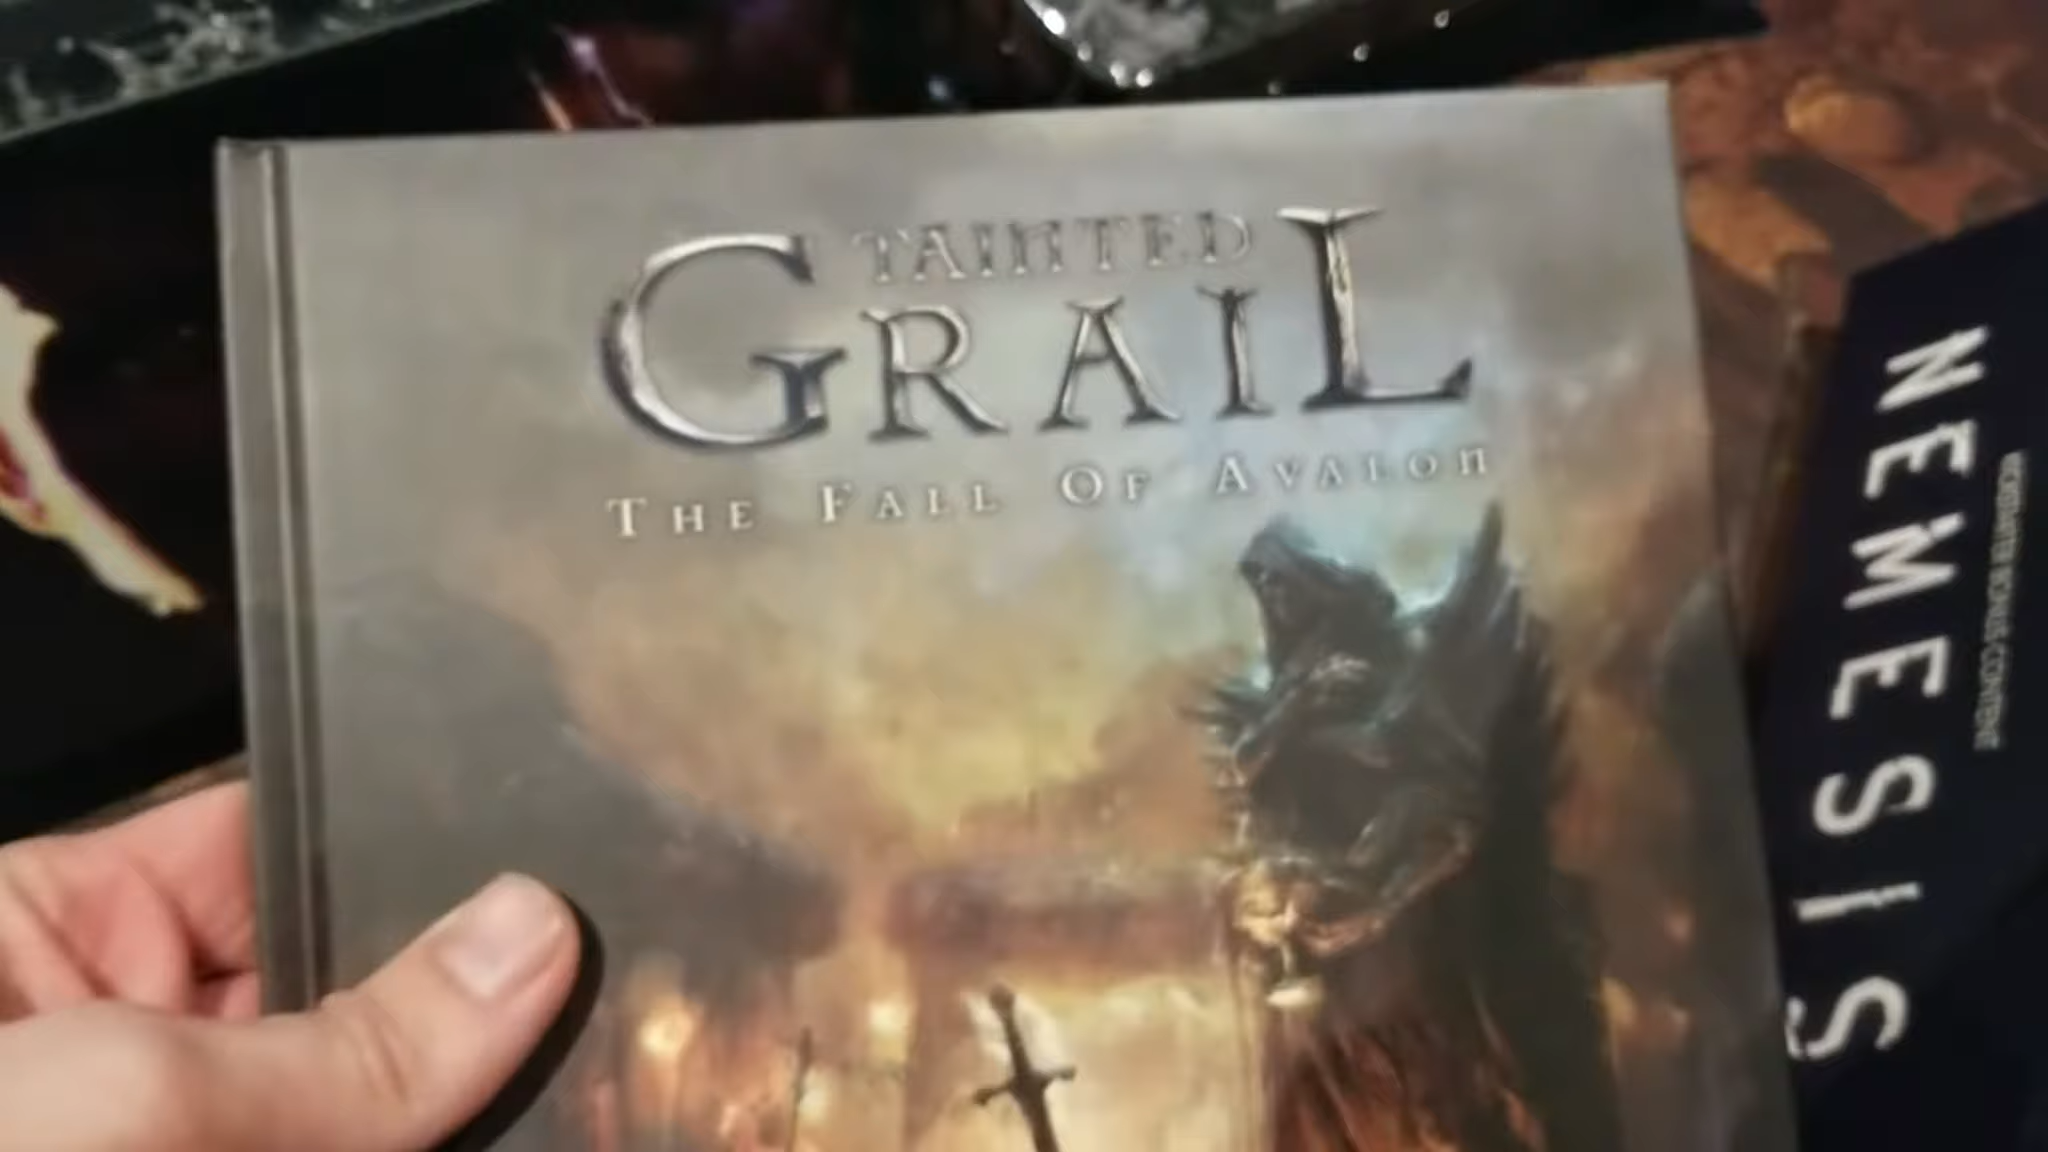 TAINTED
GRAIL
THE FALL OF AVALON
NEMESIS